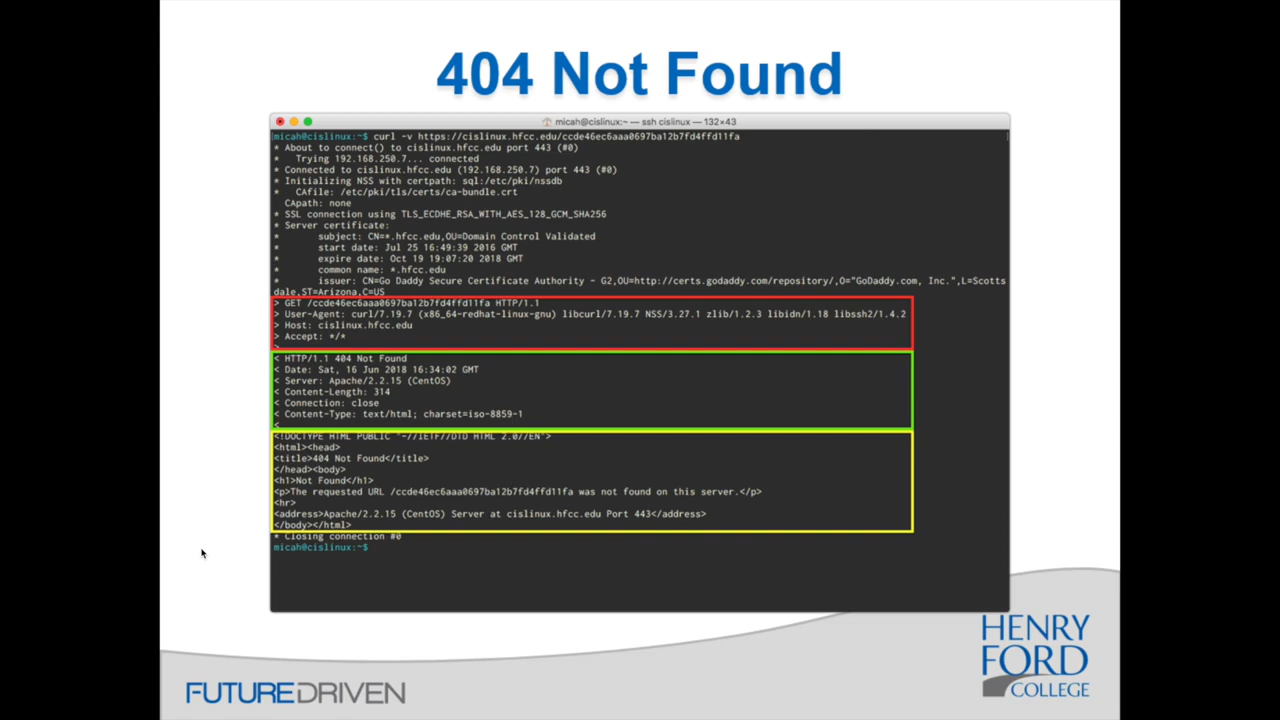 404 Not Found
micah@cislinux:~ — ssh cislinux — 132×43
micah@cislinux:~$ curl -v https://cislinux.hfcc.edu/ccde46ec6aaa0697ba12b7fd4ffd11fa
* About to connect() to cislinux.hfcc.edu port 443 (#0)
*   Trying 192.168.250.7... connected
* Connected to cislinux.hfcc.edu (192.168.250.7) port 443 (#0)
* Initializing NSS with certpath: sql:/etc/pki/nssdb
*   CAfile: /etc/pki/tls/certs/ca-bundle.crt
  CApath: none
* SSL connection using TLS_ECDHE_RSA_WITH_AES_128_GCM_SHA256
* Server certificate:
*       subject: CN=*.hfcc.edu,OU=Domain Control Validated
*       start date: Jul 25 16:49:39 2016 GMT
*       expire date: Oct 19 19:07:20 2018 GMT
*       common name: *.hfcc.edu
*       issuer: CN=Go Daddy Secure Certificate Authority - G2,OU=http://certs.godaddy.com/repository/,O="GoDaddy.com, Inc.",L=Scotts
dale,ST=Arizona,C=US
> GET /ccde46ec6aaa0697ba12b7fd4ffd11fa HTTP/1.1
> User-Agent: curl/7.19.7 (x86_64-redhat-linux-gnu) libcurl/7.19.7 NSS/3.27.1 zlib/1.2.3 libidn/1.18 libssh2/1.4.2
> Host: cislinux.hfcc.edu
> Accept: */*
>
< HTTP/1.1 404 Not Found
< Date: Sat, 16 Jun 2018 16:34:02 GMT
< Server: Apache/2.2.15 (CentOS)
< Content-Length: 314
< Connection: close
< Content-Type: text/html; charset=iso-8859-1
<
<!DOCTYPE HTML PUBLIC "-//IETF//DTD HTML 2.0//EN">
<html><head>
<title>404 Not Found</title>
</head><body>
<h1>Not Found</h1>
<p>The requested URL /ccde46ec6aaa0697ba12b7fd4ffd11fa was not found on this server.</p>
<hr>
<address>Apache/2.2.15 (CentOS) Server at cislinux.hfcc.edu Port 443</address>
</body></html>
* Closing connection #0
micah@cislinux:~$
FUTUREDRIVEN
HENRY
FORD
COLLEGE